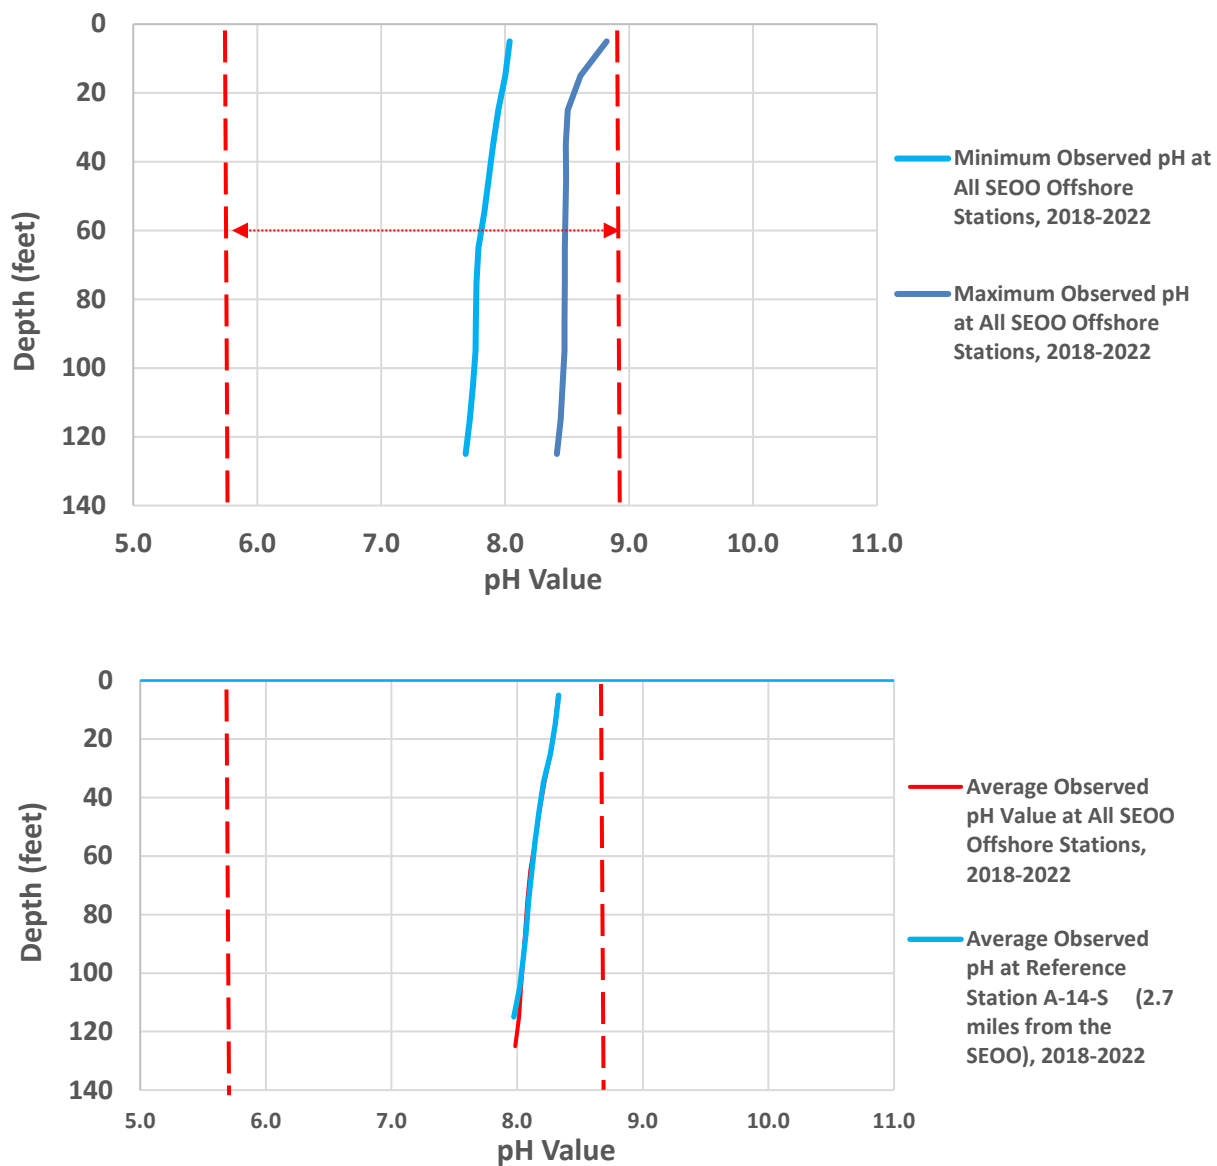 0
20
40
60
80
100
120
140
Depth (feet)
5.0 6.0 7.0 8.0 9.0 10.0 11.0
pH Value
Minimum Observed pH at
All SEOO Offshore
Stations, 2018-2022
Maximum Observed pH
at All SEOO Offshore
Stations, 2018-2022
0
20
40
60
80
100
120
140
Depth (feet)
5.0 6.0 7.0 8.0 9.0 10.0 11.0
pH Value
Average Observed
pH Value at All SEOO
Offshore Stations,
2018-2022
Average Observed
pH at Reference
Station A-14-S (2.7
miles from the
SEOO), 2018-2022